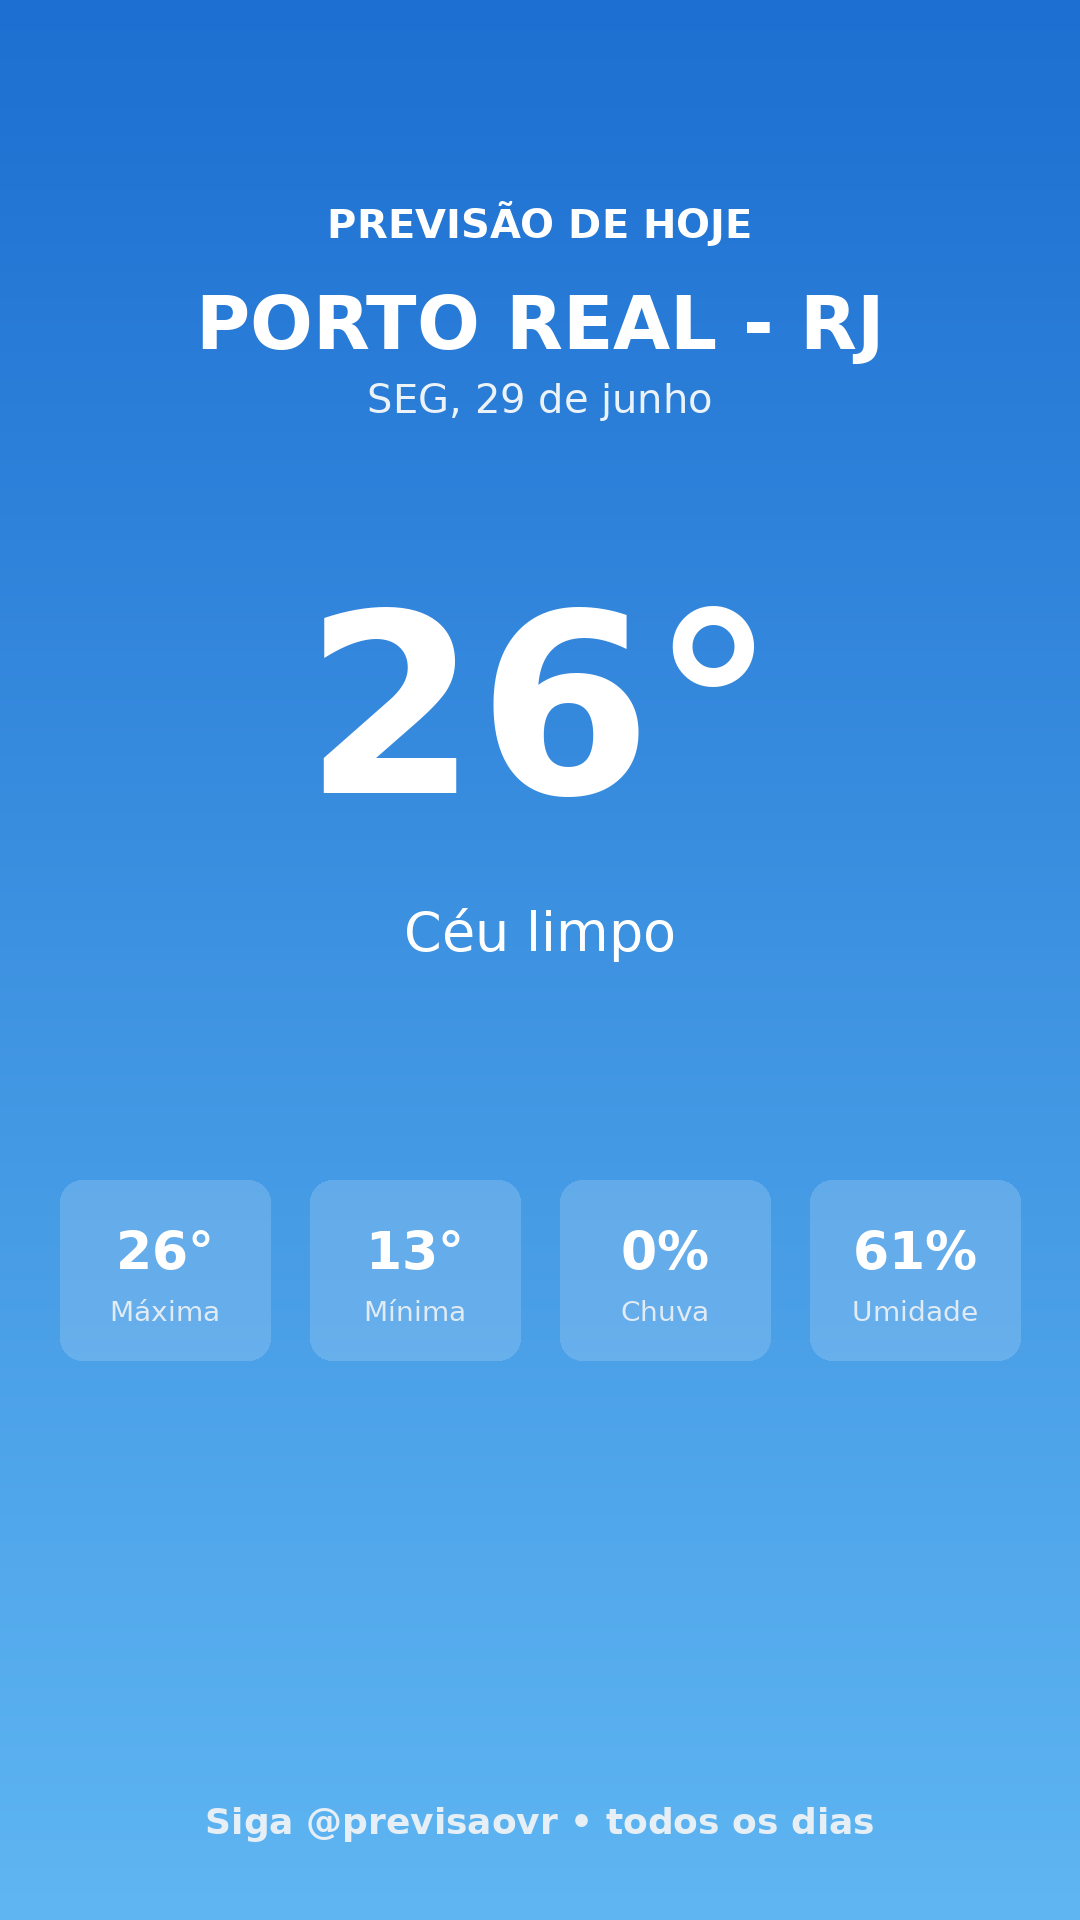 PREVISÃO DE HOJE
PORTO REAL - RJ
SEG, 29 de junho
26°
Céu limpo
26° 13° 0% 61%
Máxima Mínima Chuva Umidade
Siga @previsaovr • todos os dias